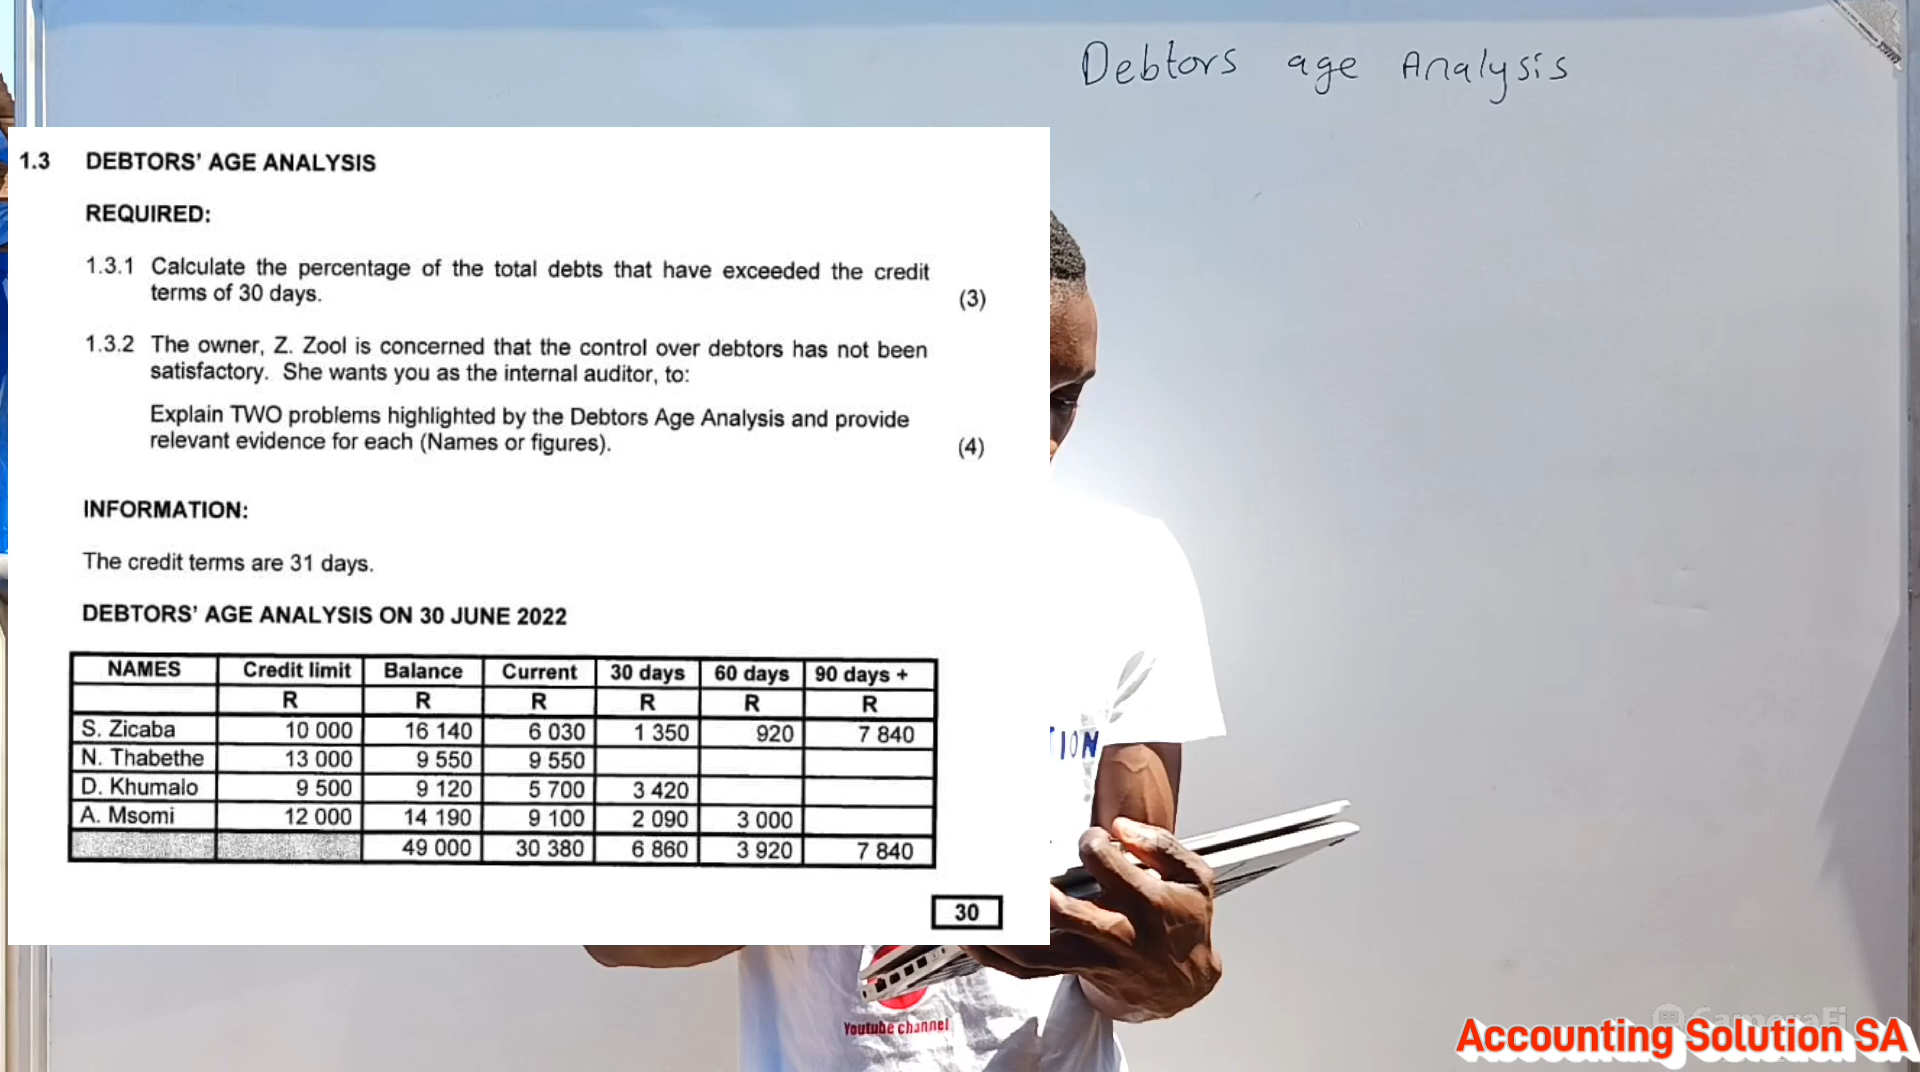 Debtors age Analysis
1.3 DEBTORS' AGE ANALYSIS
REQUIRED:
1.3.1 Calculate the percentage of the total debts that have exceeded the credit
terms of 30 days. (3)
1.3.2 The owner, Z. Zool is concerned that the control over debtors has not been
satisfactory. She wants you as the internal auditor, to:
Explain TWO problems highlighted by the Debtors Age Analysis and provide
relevant evidence for each (Names or figures). (4)
INFORMATION:
The credit terms are 31 days.
DEBTORS' AGE ANALYSIS ON 30 JUNE 2022
NAMES Credit limit Balance Current 30 days 60 days 90 days +
R R R R R R
S. Zicaba 10 000 16 140 6 030 1 350 920 7 840
N. Thabethe 13 000 9 550 9 550
D. Khumalo 9 500 9 120 5 700 3 420
A. Msomi 12 000 14 190 9 100 2 090 3 000
49 000 30 380 6 860 3 920 7 840
30
TION
Youtube channel
CameraFi
Accounting Solution SA